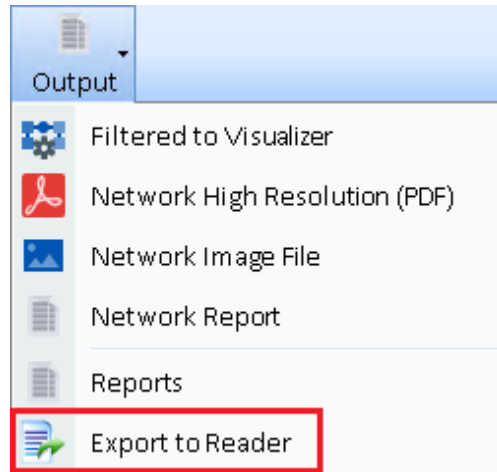 Output
Filtered to Visualizer
Network High Resolution (PDF)
Network Image File
Network Report
Reports
Export to Reader